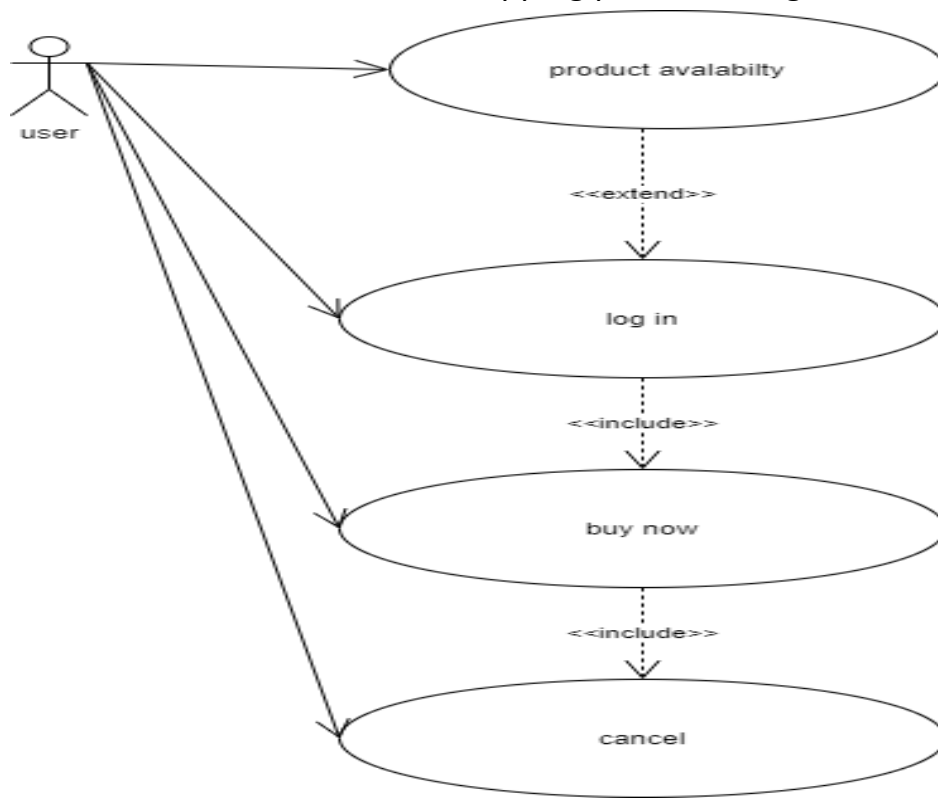 product avalabilty
user
<<extend>>
log in
<<include>>
buy now
<<include>>
cancel